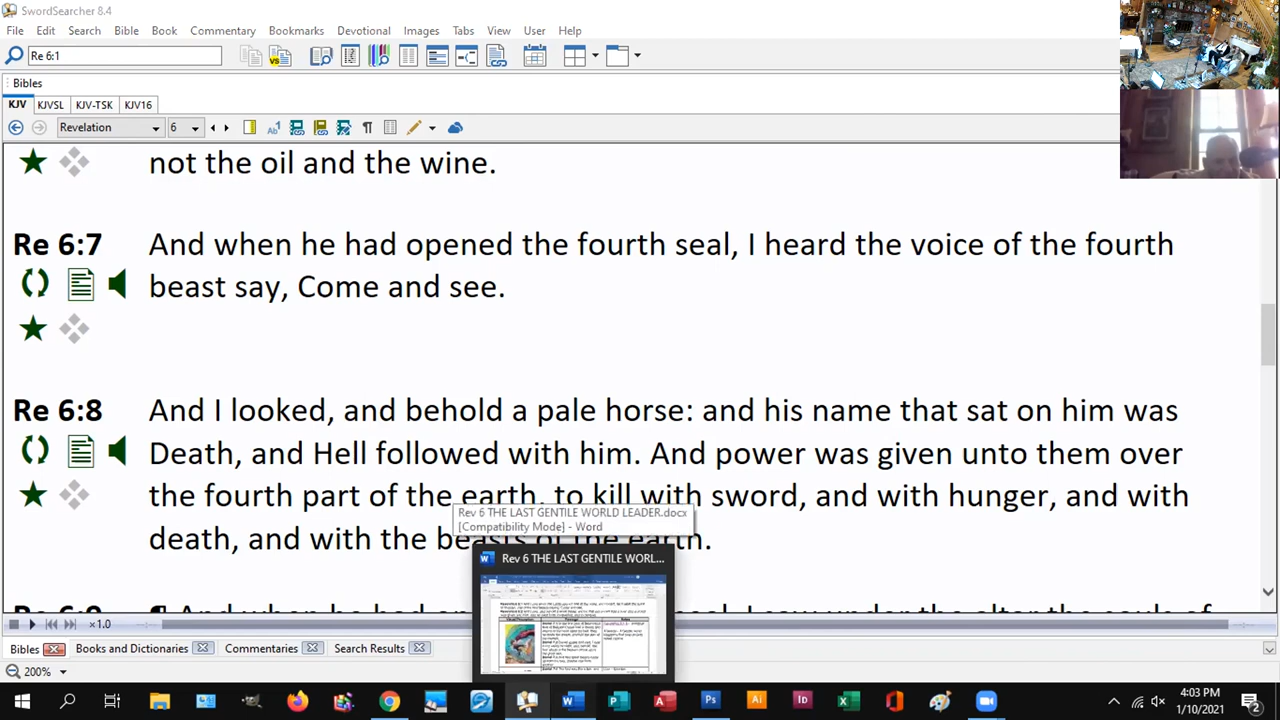 SwordSearcher 8.4
File Edit Search Bible Book Commentary Bookmarks Devotional Images Tabs View User Help
Re 6:1
Bibles
KJV KJVSL KJV-TSK KJV16
Revelation 6
not the oil and the wine.
Re 6:7 And when he had opened the fourth seal, I heard the voice of the fourth
beast say, Come and see.
Re 6:8 And I looked, and behold a pale horse: and his name that sat on him was
Death, and Hell followed with him. And power was given unto them over
the fourth part of the earth, to kill with sword, and with hunger, and with
Rev 6 THE LAST GENTILE WORLD LEADER.docx
[Compatibility Mode] - Word
death, and with the beasts of the earth.
Rev 6 THE LAST GENTILE WORL...
x1.0
Bibles Books and Dictionaries Commentaries Search Results
200%
4:03 PM
1/10/2021
2